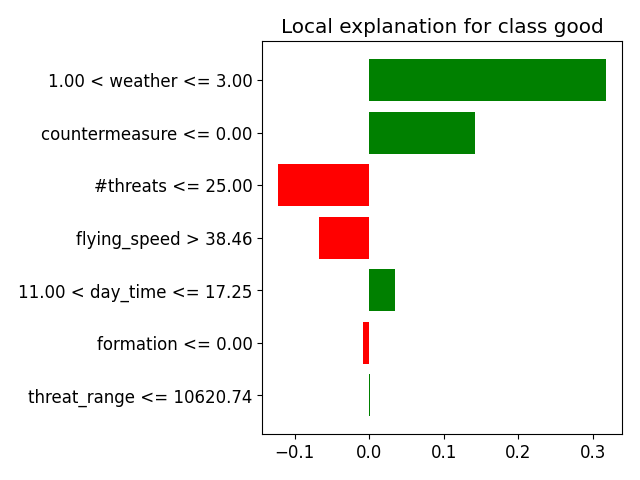 Local explanation for class good
1.00 < weather <= 3.00
countermeasure <= 0.00
#threats <= 25.00
flying_speed > 38.46
11.00 < day_time <= 17.25
formation <= 0.00
threat_range <= 10620.74
−0.1 0.0 0.1 0.2 0.3